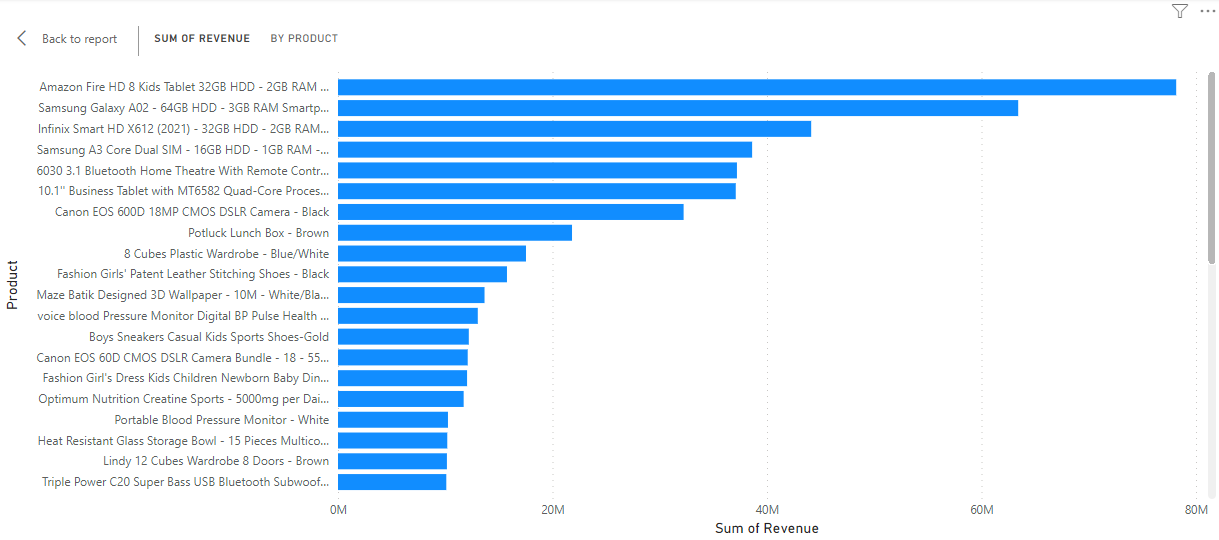 Back to report
SUM OF REVENUE BY PRODUCT
Product
Amazon Fire HD 8 Kids Tablet 32GB HDD - 2GB RAM ...
Samsung Galaxy A02 - 64GB HDD - 3GB RAM Smartp...
Infinix Smart HD X612 (2021) - 32GB HDD - 2GB RAM...
Samsung A3 Core Dual SIM - 16GB HDD - 1GB RAM -...
6030 3.1 Bluetooth Home Theatre With Remote Contr...
10.1'' Business Tablet with MT6582 Quad-Core Proces...
Canon EOS 600D 18MP CMOS DSLR Camera - Black
Potluck Lunch Box - Brown
8 Cubes Plastic Wardrobe - Blue/White
Fashion Girls' Patent Leather Stitching Shoes - Black
Maze Batik Designed 3D Wallpaper - 10M - White/Bla...
voice blood Pressure Monitor Digital BP Pulse Health ...
Boys Sneakers Casual Kids Sports Shoes-Gold
Canon EOS 60D CMOS DSLR Camera Bundle - 18 - 55...
Fashion Girl's Dress Kids Children Newborn Baby Din...
Optimum Nutrition Creatine Sports - 5000mg per Dai...
Portable Blood Pressure Monitor - White
Heat Resistant Glass Storage Bowl - 15 Pieces Multico...
Lindy 12 Cubes Wardrobe 8 Doors - Brown
Triple Power C20 Super Bass USB Bluetooth Subwoof...
0M 20M 40M 60M 80M
Sum of Revenue